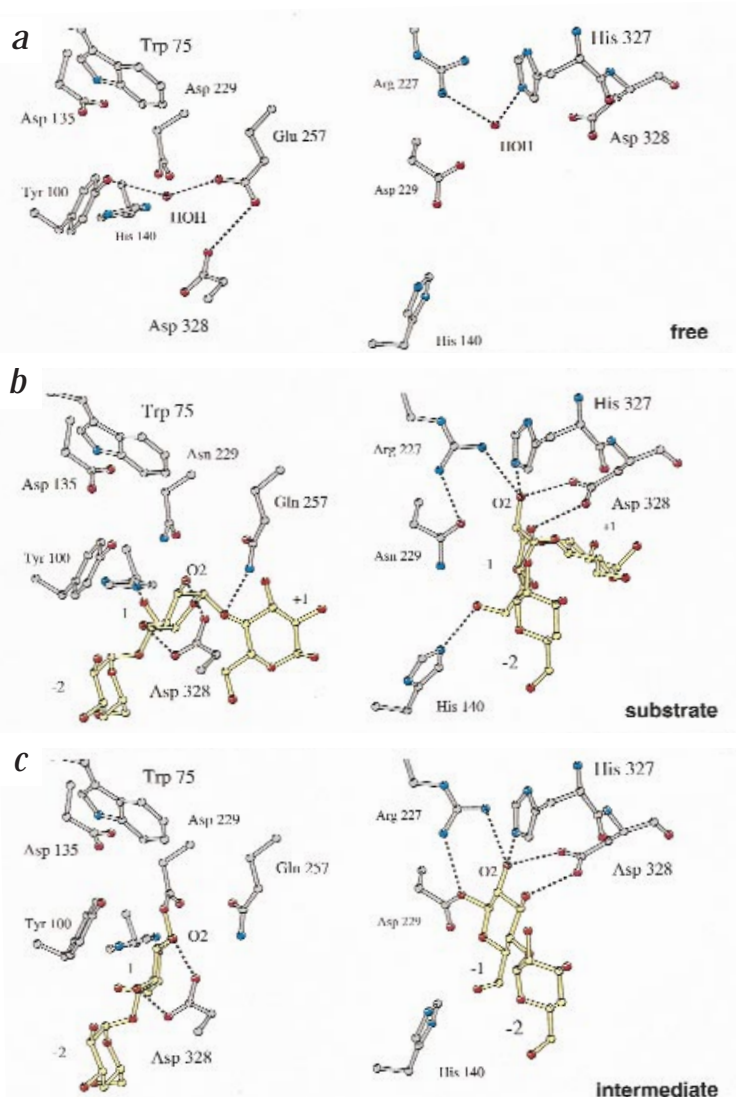 a
Trp 75
Asp 229
Asp 135
Glu 257
Tyr 100
HOH
His 140
Asp 328
His 327
Arg 227
HOH
Asp 328
Asp 229
His 140
free
b
Trp 75
Asn 229
Asp 135
Gln 257
Tyr 100
O2
1
+1
-2
Asp 328
His 327
Arg 227
O2
Asp 328
+1
Asn 229
1
-2
His 140
substrate
c
Trp 75
Asp 229
Asp 135
Gln 257
Tyr 100
O2
1
-2
Asp 328
His 327
Arg 227
O2
Asp 328
Asp 229
-1
-2
His 140
intermediate